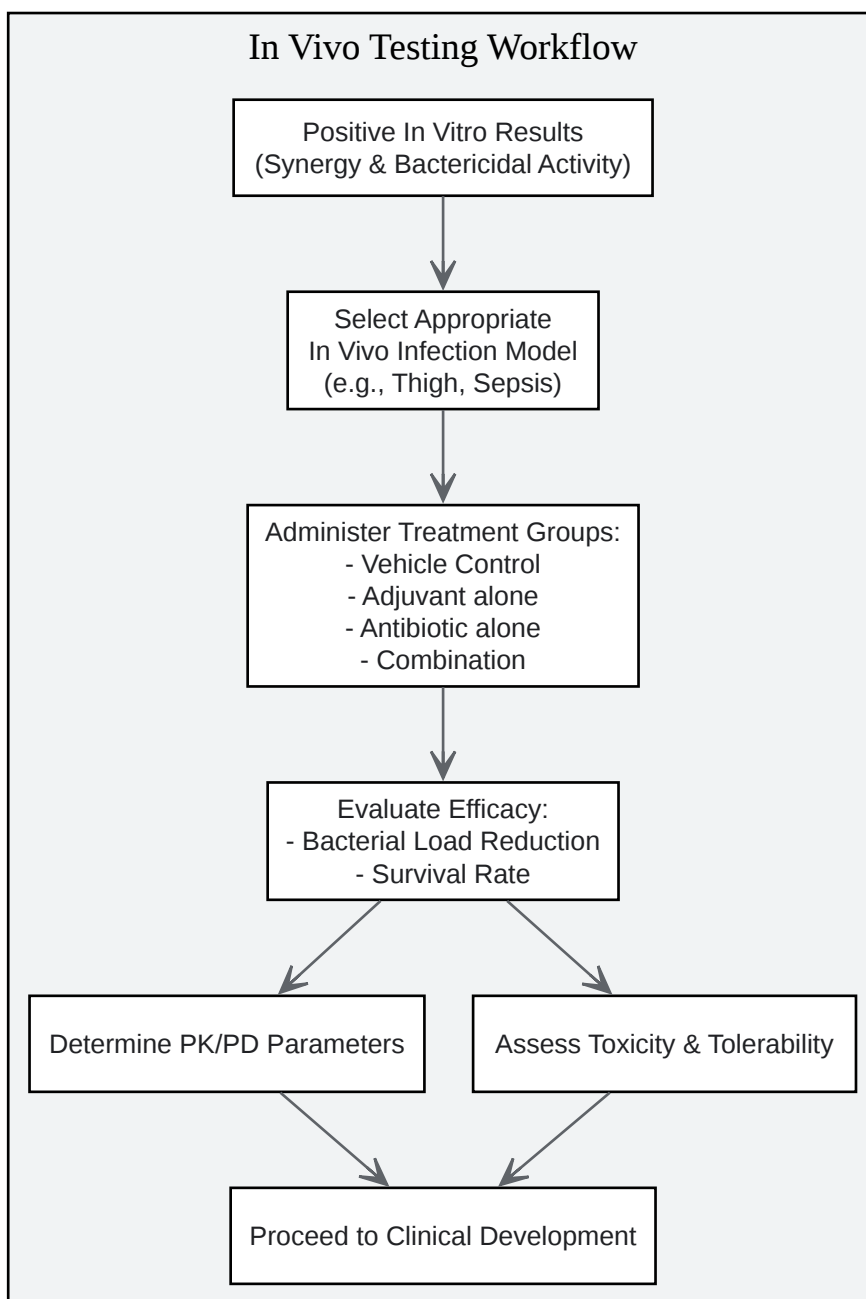 In Vivo Testing Workflow
Positive In Vitro Results
(Synergy & Bactericidal Activity)
Select Appropriate
In Vivo Infection Model
(e.g., Thigh, Sepsis)
Administer Treatment Groups:
- Vehicle Control
- Adjuvant alone
- Antibiotic alone
- Combination
Evaluate Efficacy:
- Bacterial Load Reduction
- Survival Rate
Determine PK/PD Parameters
Assess Toxicity & Tolerability
Proceed to Clinical Development